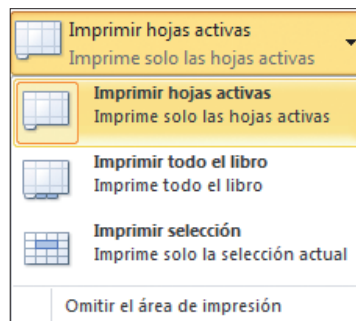 Imprimir hojas activas
Imprime solo las hojas activas
Imprimir hojas activas
Imprime solo las hojas activas
Imprimir todo el libro
Imprime todo el libro
Imprimir selección
Imprime solo la selección actual
Omitir el área de impresión